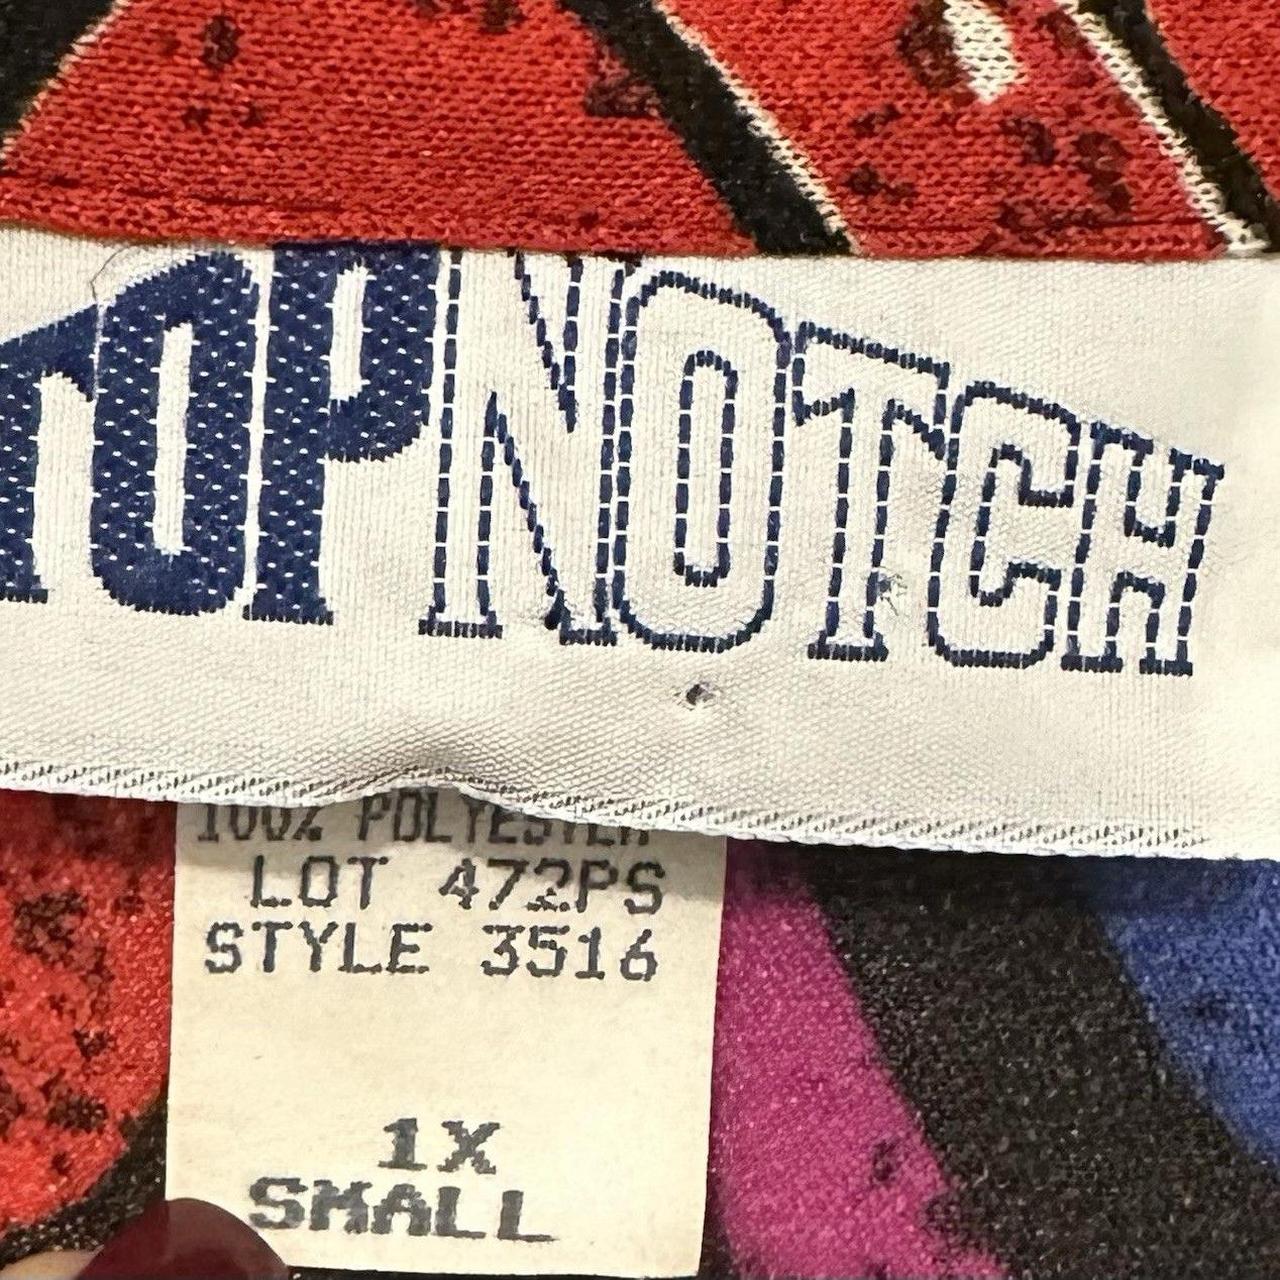 TOPNOTCH
100% POLYESTER
LOT 472PS
STYLE 3516
1X
SMALL